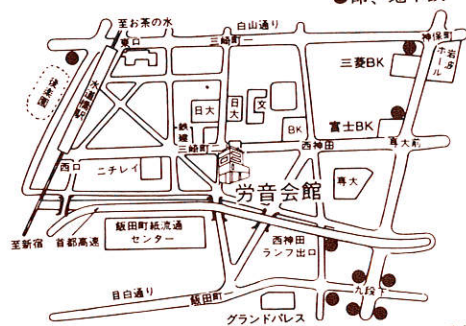 至お茶の水
白山通り
東口
三崎町一
神保町
岩波ホール
三菱BK
後楽園
水道橋駅
日大
日大
文
鉄鋼
BK
富士BK
三崎町二
西神田
専大前
西口
ニチレイ
専大
労音会館
至新宿
首都高速
飯田町紙流通センター
西神田ランプ出口
目白通り
飯田町
九段下
グランドパレス